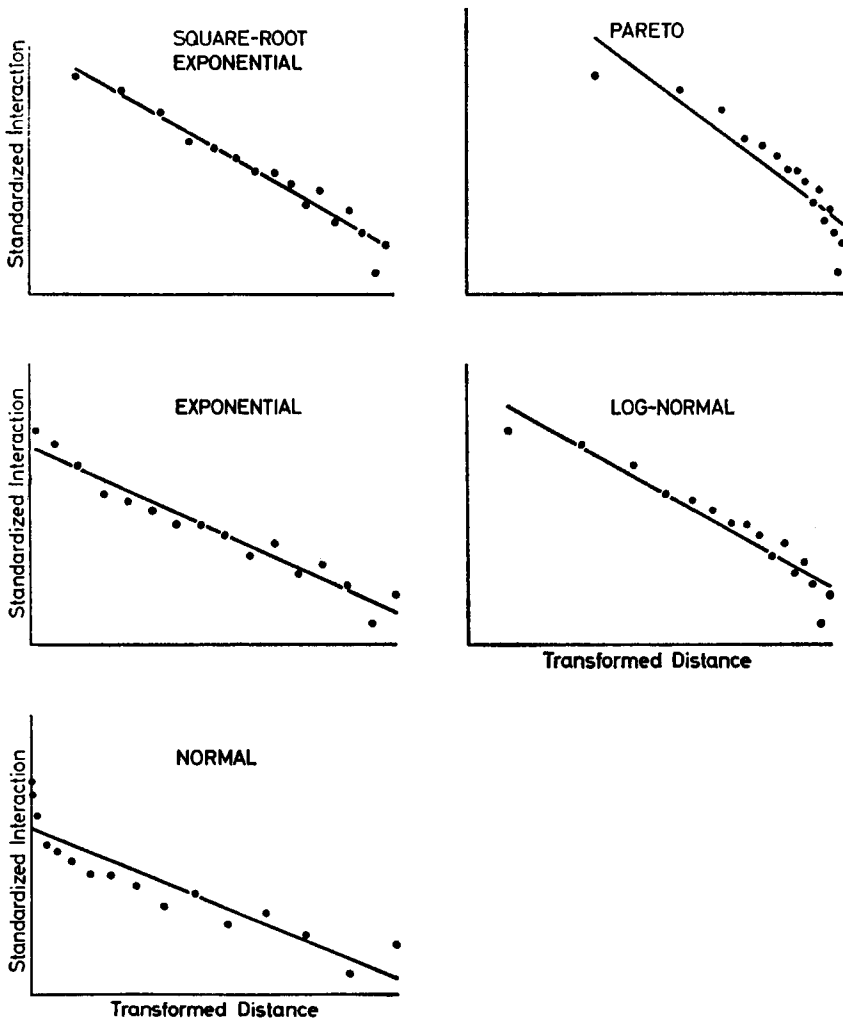 SQUARE-ROOT
EXPONENTIAL
Standardized Interaction
PARETO
EXPONENTIAL
Standardized Interaction
LOG-NORMAL
Transformed Distance
NORMAL
Standardized Interaction
Transformed Distance